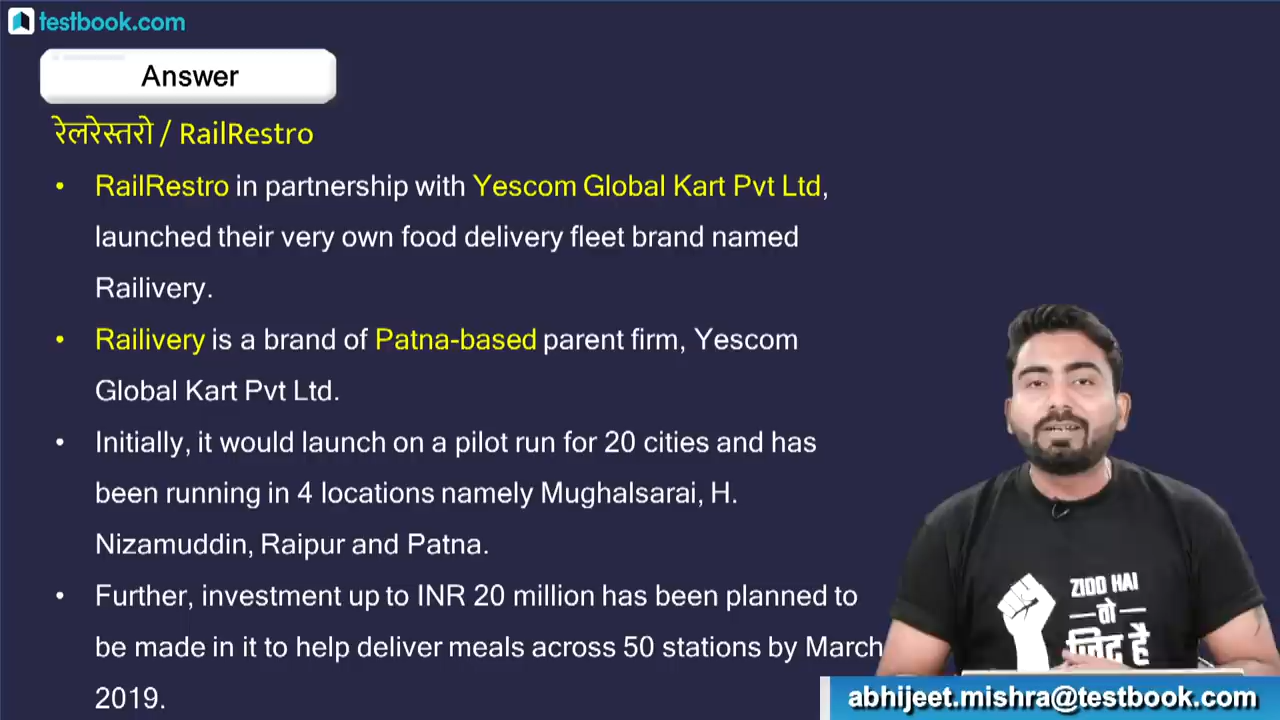 testbook.com
Answer
रेलरेस्तरो / RailRestro
• RailRestro in partnership with Yescom Global Kart Pvt Ltd,
launched their very own food delivery fleet brand named
Railivery.
• Railivery is a brand of Patna-based parent firm, Yescom
Global Kart Pvt Ltd.
• Initially, it would launch on a pilot run for 20 cities and has
been running in 4 locations namely Mughalsarai, H.
Nizamuddin, Raipur and Patna.
• Further, investment up to INR 20 million has been planned to
be made in it to help deliver meals across 50 stations by March
2019.
ZIDD HAI
वो
ज़िद है
abhijeet.mishra@testbook.com